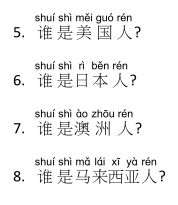 shuí shì měi guó rén
5. 谁是美国人?
shuí shì rì běn rén
6. 谁是日本人?
shuí shì ào zhōu rén
7. 谁是澳洲人?
shuí shì mǎ lái xī yà rén
8. 谁是马来西亚人?